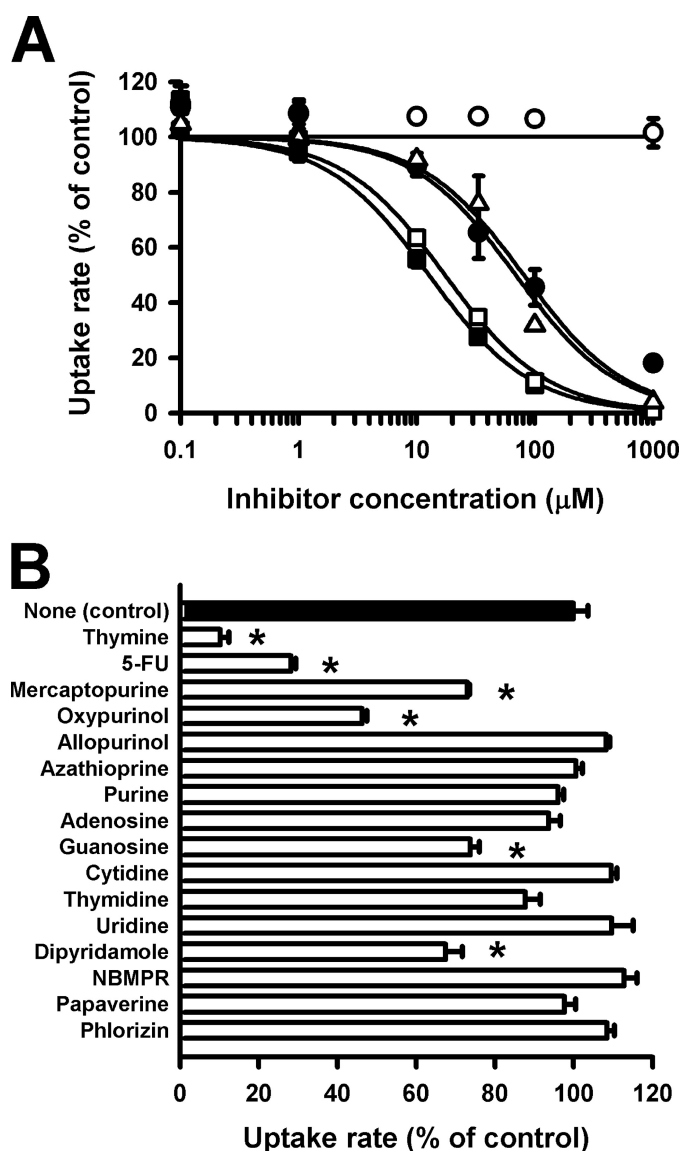 A
Uptake rate (% of control)
120
100
80
60
40
20
0
0.1 1 10 100 1000
Inhibitor concentration (μM)
B
None (control)
Thymine *
5-FU *
Mercaptopurine *
Oxypurinol *
Allopurinol
Azathioprine
Purine
Adenosine
Guanosine *
Cytidine
Thymidine
Uridine
Dipyridamole *
NBMPR
Papaverine
Phlorizin
0 20 40 60 80 100 120
Uptake rate (% of control)